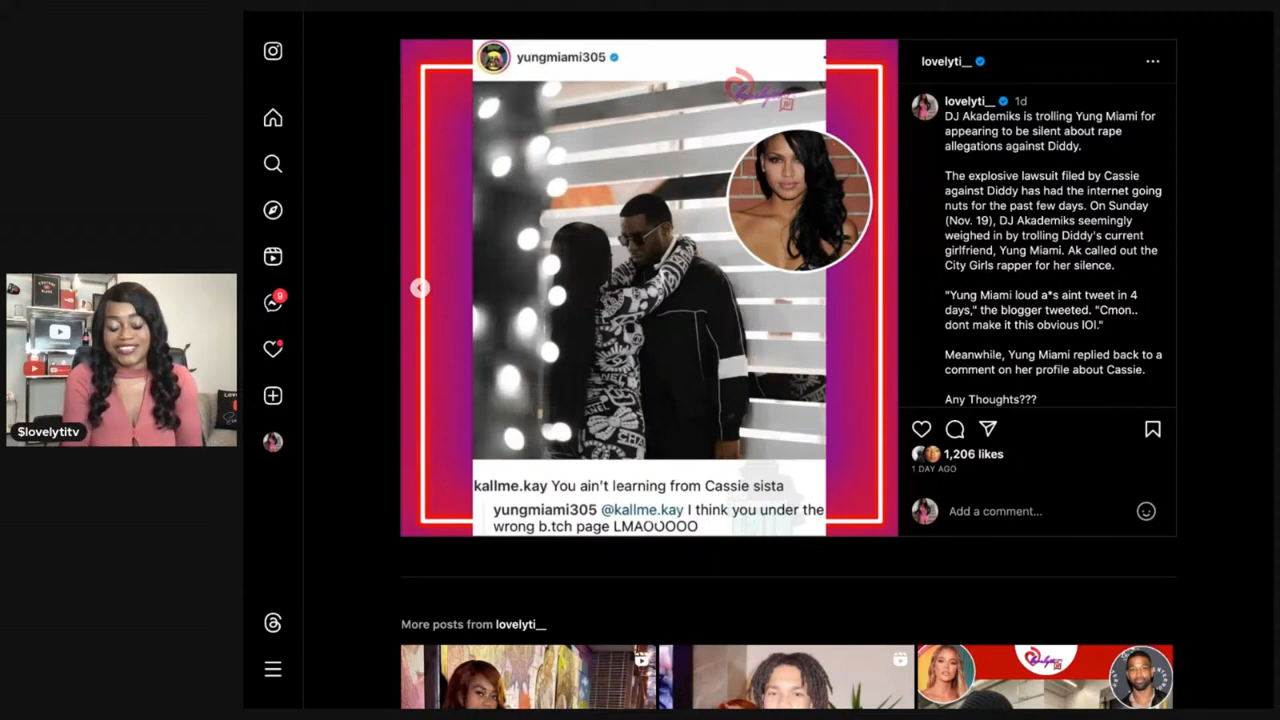 yungmiami305
kallme.kay You ain't learning from Cassie sista
yungmiami305 @kallme.kay I think you under the
wrong b.tch page LMAOOOOO
lovelyti__
lovelyti__ 1d
DJ Akademiks is trolling Yung Miami for
appearing to be silent about rape
allegations against Diddy.
The explosive lawsuit filed by Cassie
against Diddy has had the internet going
nuts for the past few days. On Sunday
(Nov. 19), DJ Akademiks seemingly
weighed in by trolling Diddy's current
girlfriend, Yung Miami. Ak called out the
City Girls rapper for her silence.
"Yung Miami loud a*s aint tweet in 4
days," the blogger tweeted. "Cmon..
dont make it this obvious lOl."
Meanwhile, Yung Miami replied back to a
comment on her profile about Cassie.
Any Thoughts???
1,206 likes
1 DAY AGO
Add a comment...
9
$lovelytitv
More posts from lovelyti__